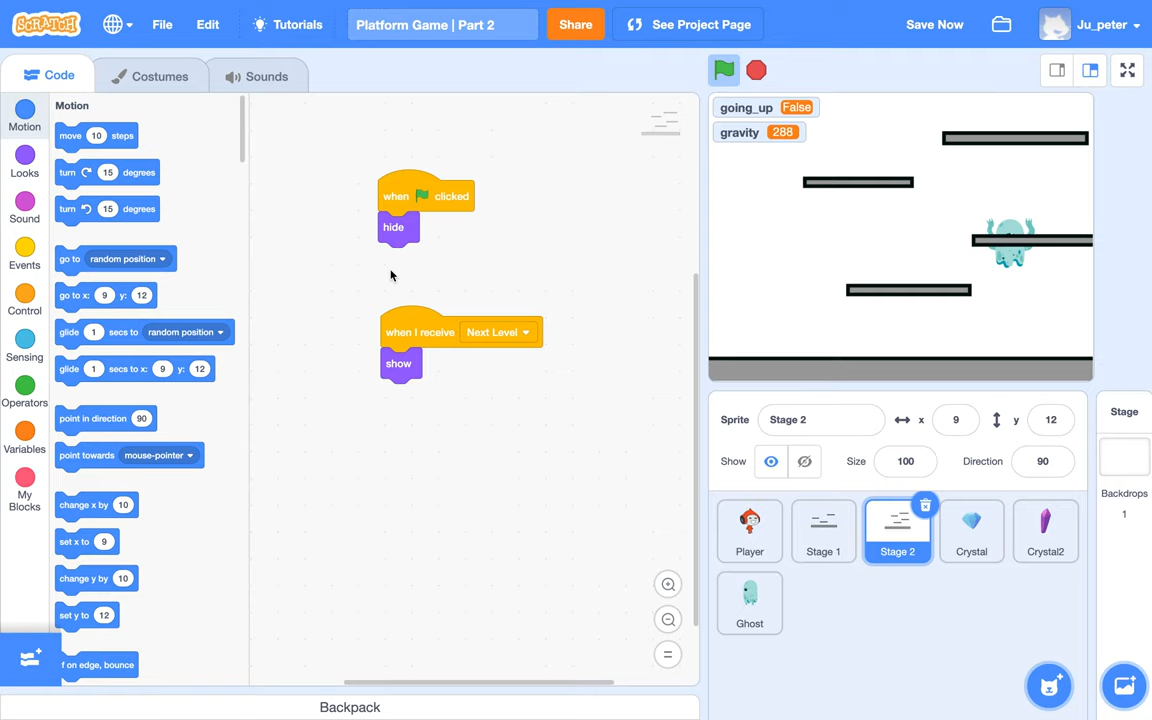 SCRATCH
File
Edit
Tutorials
Platform Game | Part 2
Share
See Project Page
Save Now
Ju_peter
Code
Costumes
Sounds
Motion
Looks
Sound
Events
Control
Sensing
Operators
Variables
My
Blocks
Motion
move 10 steps
turn 15 degrees
turn 15 degrees
go to random position
go to x: 9 y: 12
glide 1 secs to random position
glide 1 secs to x: 9 y: 12
point in direction 90
point towards mouse-pointer
change x by 10
set x to 9
change y by 10
set y to 12
if on edge, bounce
when clicked
hide
when I receive Next Level
show
Backpack
going_up False
gravity 288
Sprite Stage 2 x 9 y 12
Show Size 100 Direction 90
Player
Stage 1
Stage 2
Crystal
Crystal2
Ghost
Stage
Backdrops
1